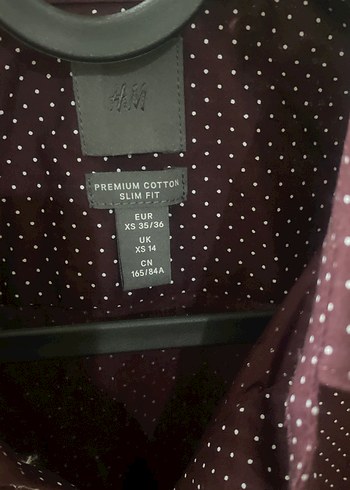 H&M
PREMIUM COTTON
SLIM FIT
EUR
XS 35/36
UK
XS 14
CN
165/84A